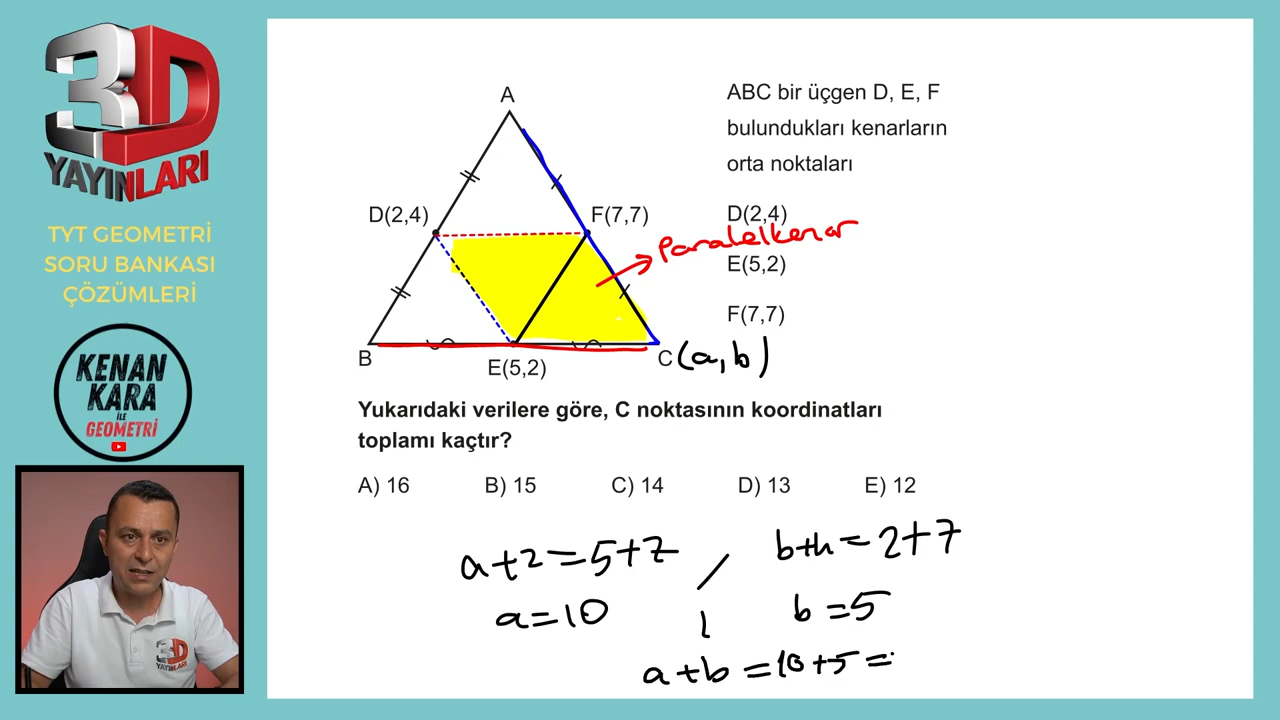 3D
YAYINLARI
TYT GEOMETRİ
SORU BANKASI
ÇÖZÜMLERİ
KENAN
KARA
İLE
GEOMETRİ
3D
YAYINLARI
A
D(2,4)
F(7,7)
B
E(5,2)
C (a, b)
Paralelkenar
ABC bir üçgen D, E, F
bulundukları kenarların
orta noktaları
D(2,4)
E(5,2)
F(7,7)
Yukarıdaki verilere göre, C noktasının koordinatları
toplamı kaçtır?
A) 16 B) 15 C) 14 D) 13 E) 12
a+2=5+7 / b+4=2+7
a=10 b=5
a+b=10+5=